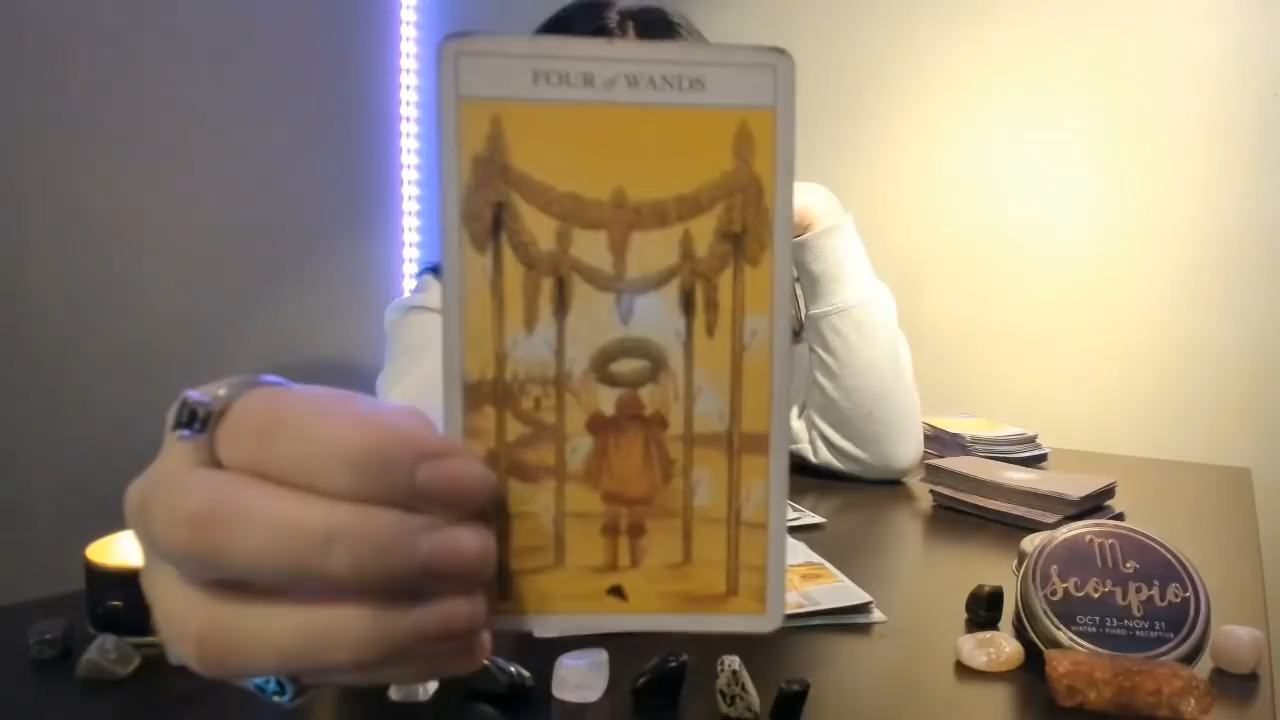 FOUR of WANDS
♏
scorpio
OCT 23–NOV 21
WATER • FIXED • RECEPTIVE